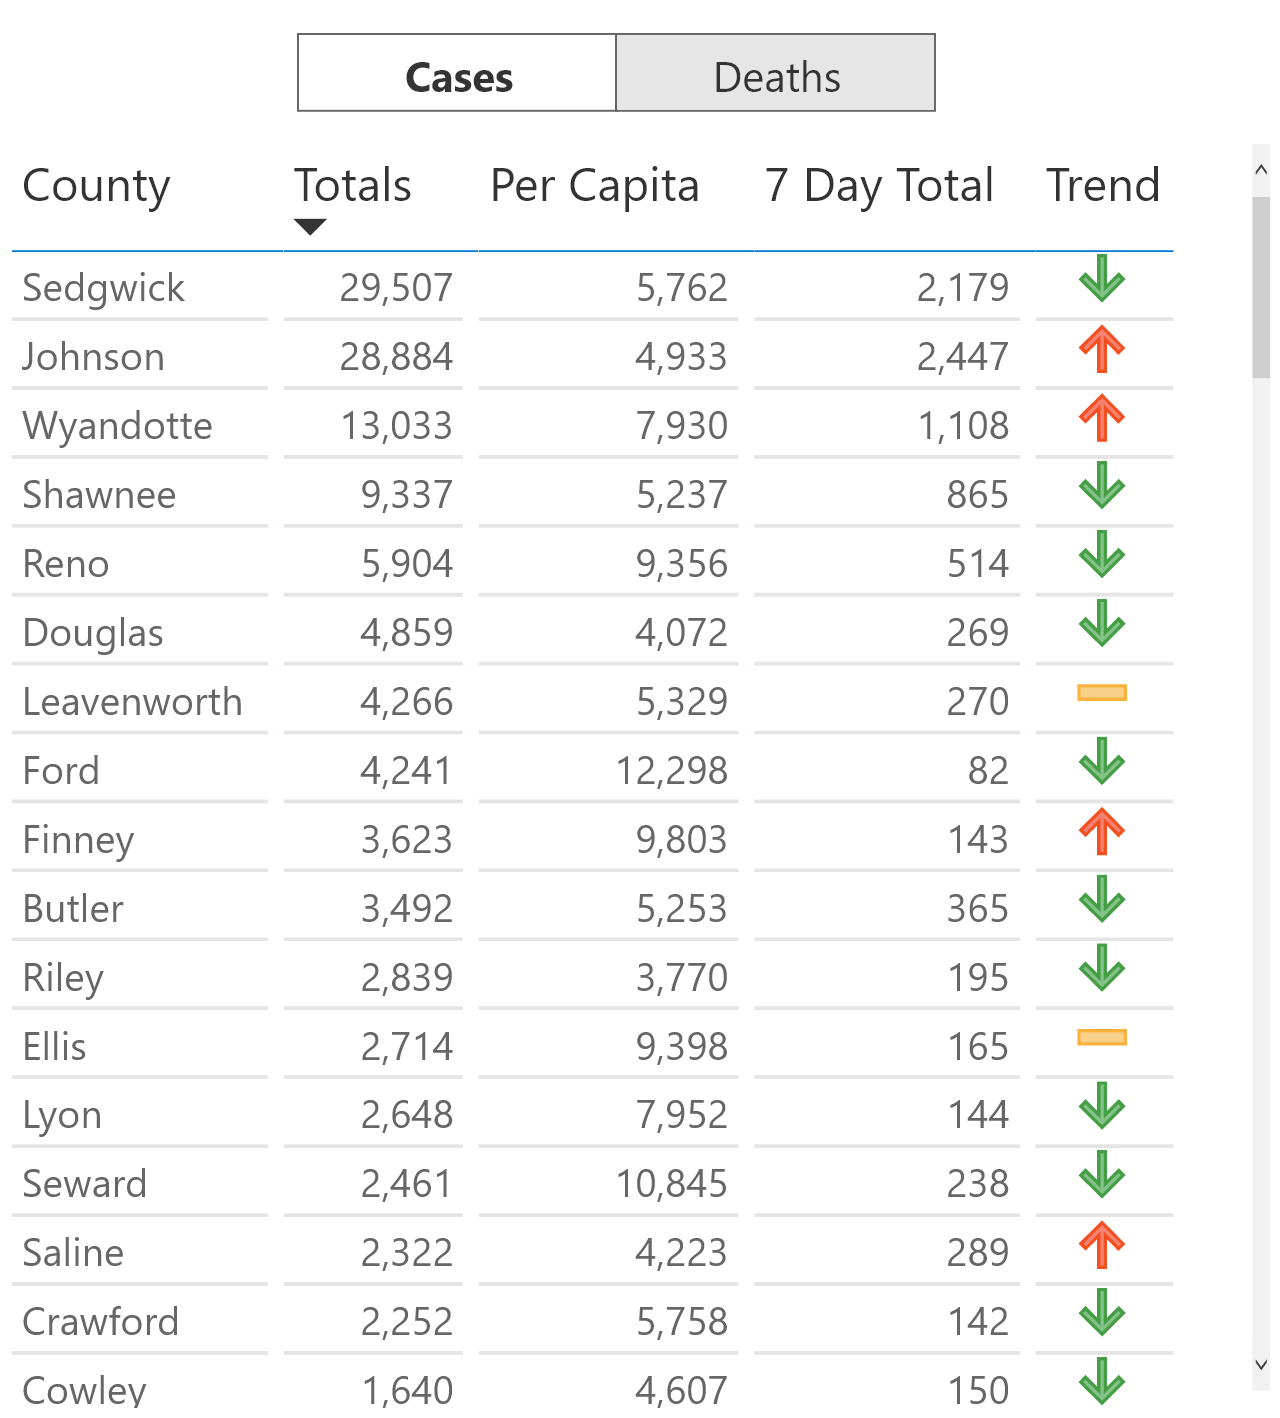 Cases Deaths
County Totals Per Capita 7 Day Total Trend
Sedgwick 29,507 5,762 2,179
Johnson 28,884 4,933 2,447
Wyandotte 13,033 7,930 1,108
Shawnee 9,337 5,237 865
Reno 5,904 9,356 514
Douglas 4,859 4,072 269
Leavenworth 4,266 5,329 270
Ford 4,241 12,298 82
Finney 3,623 9,803 143
Butler 3,492 5,253 365
Riley 2,839 3,770 195
Ellis 2,714 9,398 165
Lyon 2,648 7,952 144
Seward 2,461 10,845 238
Saline 2,322 4,223 289
Crawford 2,252 5,758 142
Cowley 1,640 4,607 150